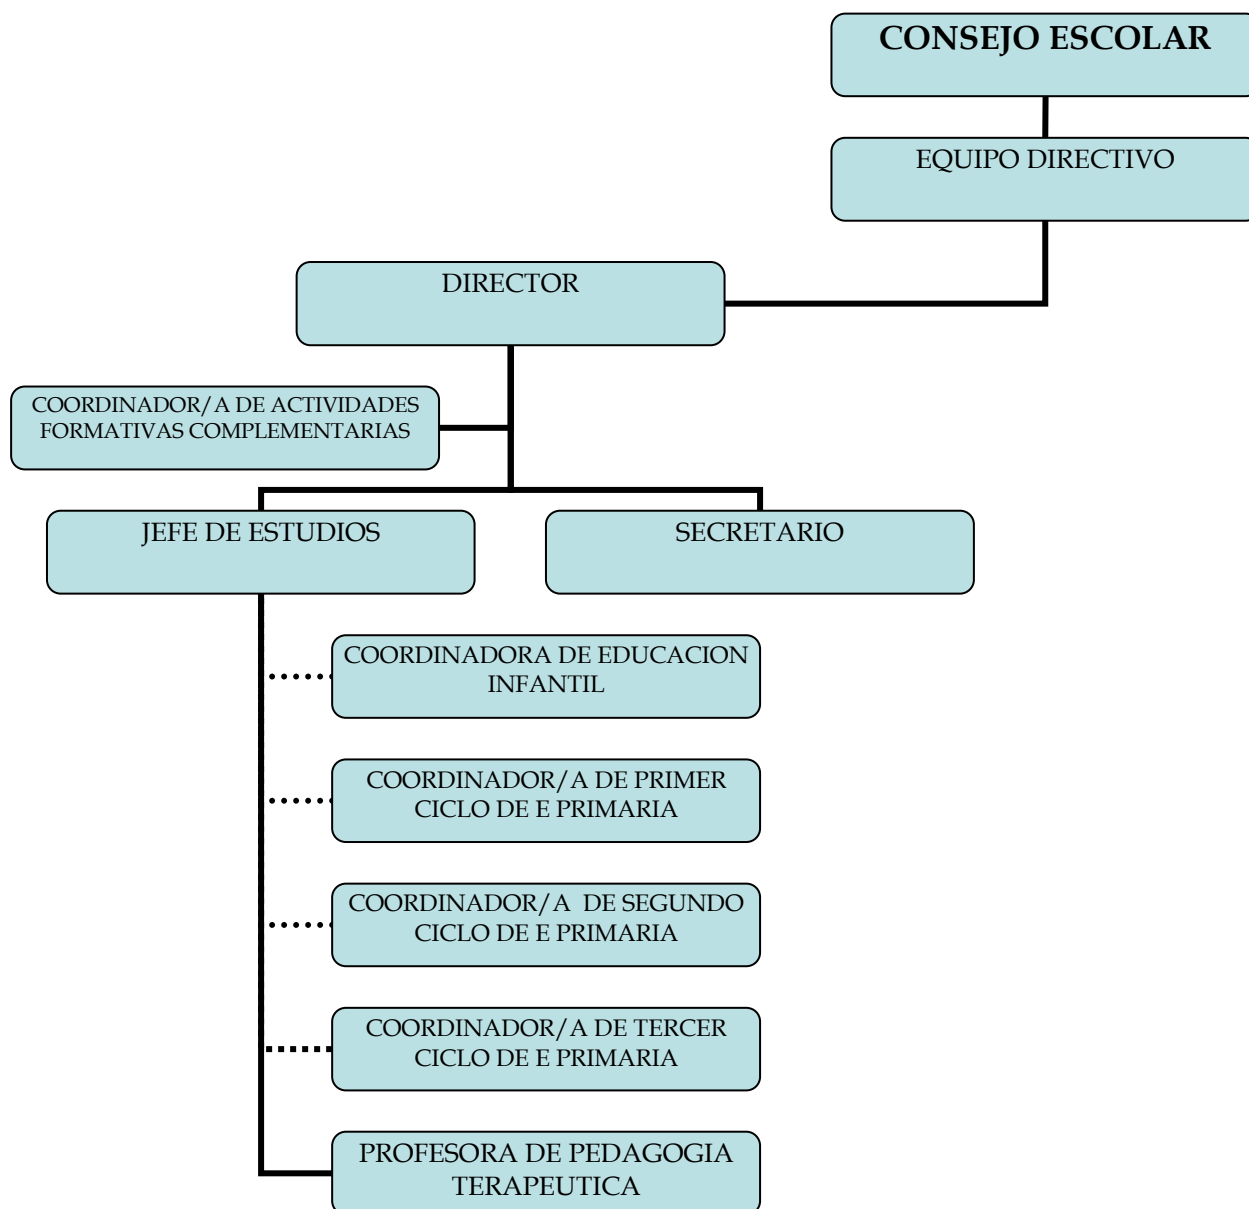 CONSEJO ESCOLAR
EQUIPO DIRECTIVO
DIRECTOR
COORDINADOR/A DE ACTIVIDADES
FORMATIVAS COMPLEMENTARIAS
JEFE DE ESTUDIOS
SECRETARIO
COORDINADORA DE EDUCACION
INFANTIL
COORDINADOR/A DE PRIMER
CICLO DE E PRIMARIA
COORDINADOR/A DE SEGUNDO
CICLO DE E PRIMARIA
COORDINADOR/A DE TERCER
CICLO DE E PRIMARIA
PROFESORA DE PEDAGOGIA
TERAPEUTICA